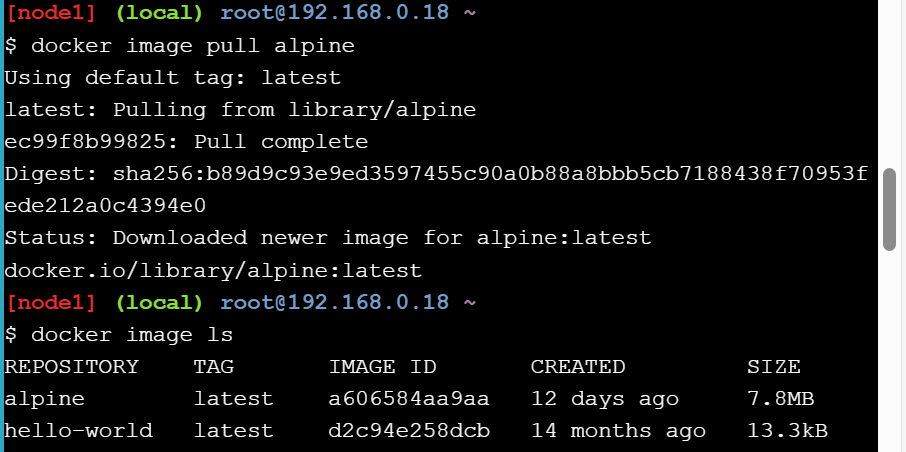 [node1] (local) root@192.168.0.18 ~
$ docker image pull alpine
Using default tag: latest
latest: Pulling from library/alpine
ec99f8b99825: Pull complete
Digest: sha256:b89d9c93e9ed3597455c90a0b88a8bbb5cb7188438f70953f
ede212a0c4394e0
Status: Downloaded newer image for alpine:latest
docker.io/library/alpine:latest
[node1] (local) root@192.168.0.18 ~
$ docker image ls
REPOSITORY    TAG       IMAGE ID       CREATED         SIZE
alpine        latest    a606584aa9aa   12 days ago     7.8MB
hello-world   latest    d2c94e258dcb   14 months ago   13.3kB